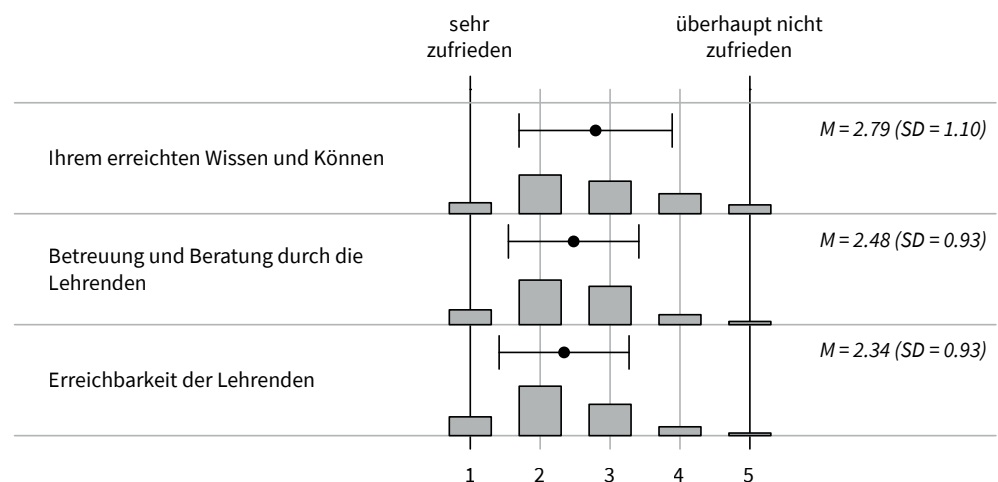 sehr
zufrieden
überhaupt nicht
zufrieden
Ihrem erreichten Wissen und Können
M = 2.79 (SD = 1.10)
Betreuung und Beratung durch die
Lehrenden
M = 2.48 (SD = 0.93)
Erreichbarkeit der Lehrenden
M = 2.34 (SD = 0.93)
1 2 3 4 5